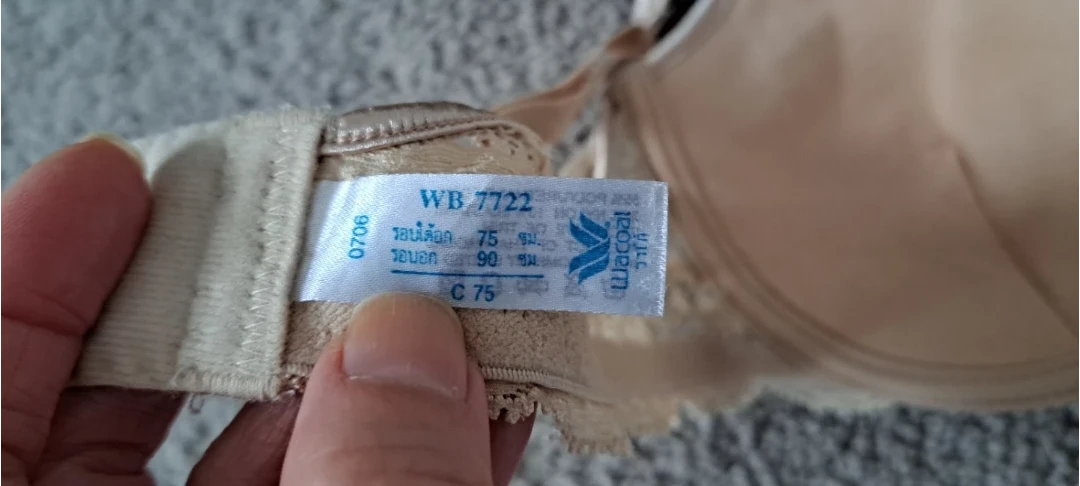 WB 7722
0706
รอบใต้อก 75 ซม.
รอบอก 90 ซม.
C 75
Wacoal
วาโก้